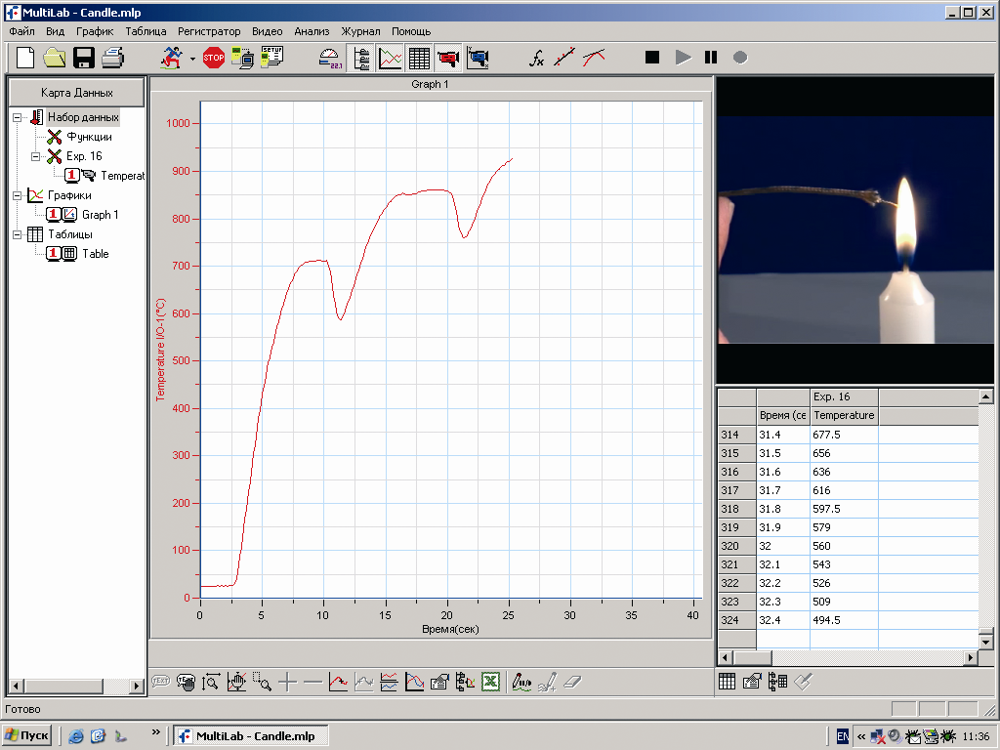 MultiLab - Candle.mlp
Файл Вид График Таблица Регистратор Видео Анализ Журнал Помощь
STOP
22.1
SETUP
fx
Карта Данных
Набор данных
Функции
Exp. 16
1 Temperat
Графики
1 Graph 1
Таблицы
1 Table
Graph 1
Temperature I/O-1(°C)
1000
900
800
700
600
500
400
300
200
100
0
0 5 10 15 20 25 30 35 40
Время(сек)
Exp. 16
Время (се Temperature
314 31.4 677.5
315 31.5 656
316 31.6 636
317 31.7 616
318 31.8 597.5
319 31.9 579
320 32 560
321 32.1 543
322 32.2 526
323 32.3 509
324 32.4 494.5
TEXT TEXT
Готово
Пуск » MultiLab - Candle.mlp EN « 11:36